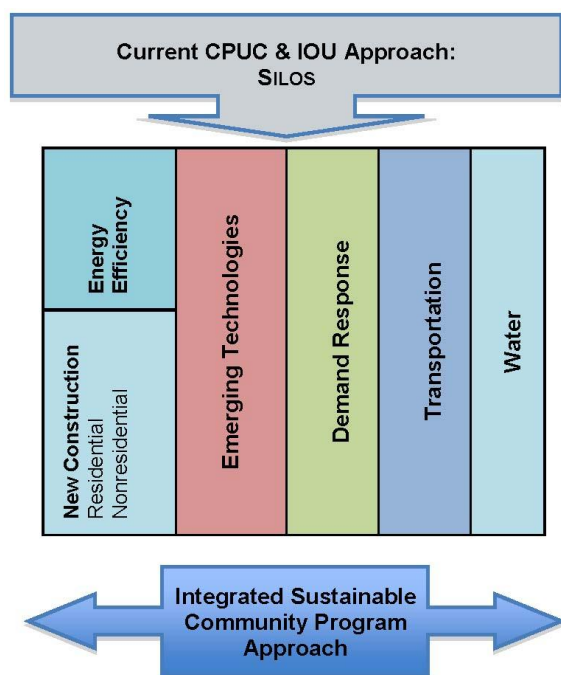 Current CPUC & IOU Approach:
SILOS
Energy
Efficiency
New Construction
Residential
Nonresidential
Emerging Technologies
Demand Response
Transportation
Water
Integrated Sustainable
Community Program
Approach